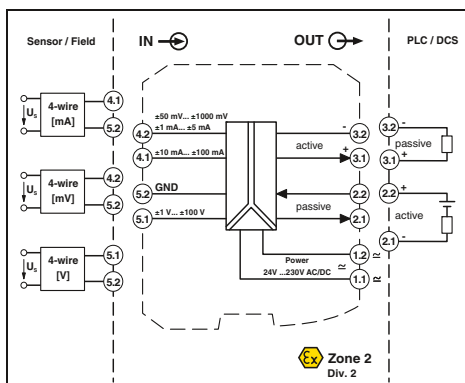 Sensor / Field
IN
OUT
PLC / DCS
Us
4-wire
[mA]
4.1
5.2
Us
4-wire
[mV]
4.2
5.2
Us
4-wire
[V]
5.1
5.2
±50 mV... ±1000 mV
±1 mA... ±5 mA
4.2
±10 mA... ±100 mA
4.1
GND
5.2
±1 V... ±100 V
5.1
-
3.2
active
+
3.1
2.2
passive
2.1
Power
1.2 ≃
24V ...230V AC/DC
≃
1.1 ≃
3.2 -
passive
3.1 +
2.2 +
active
2.1 -
Ex Zone 2
Div. 2